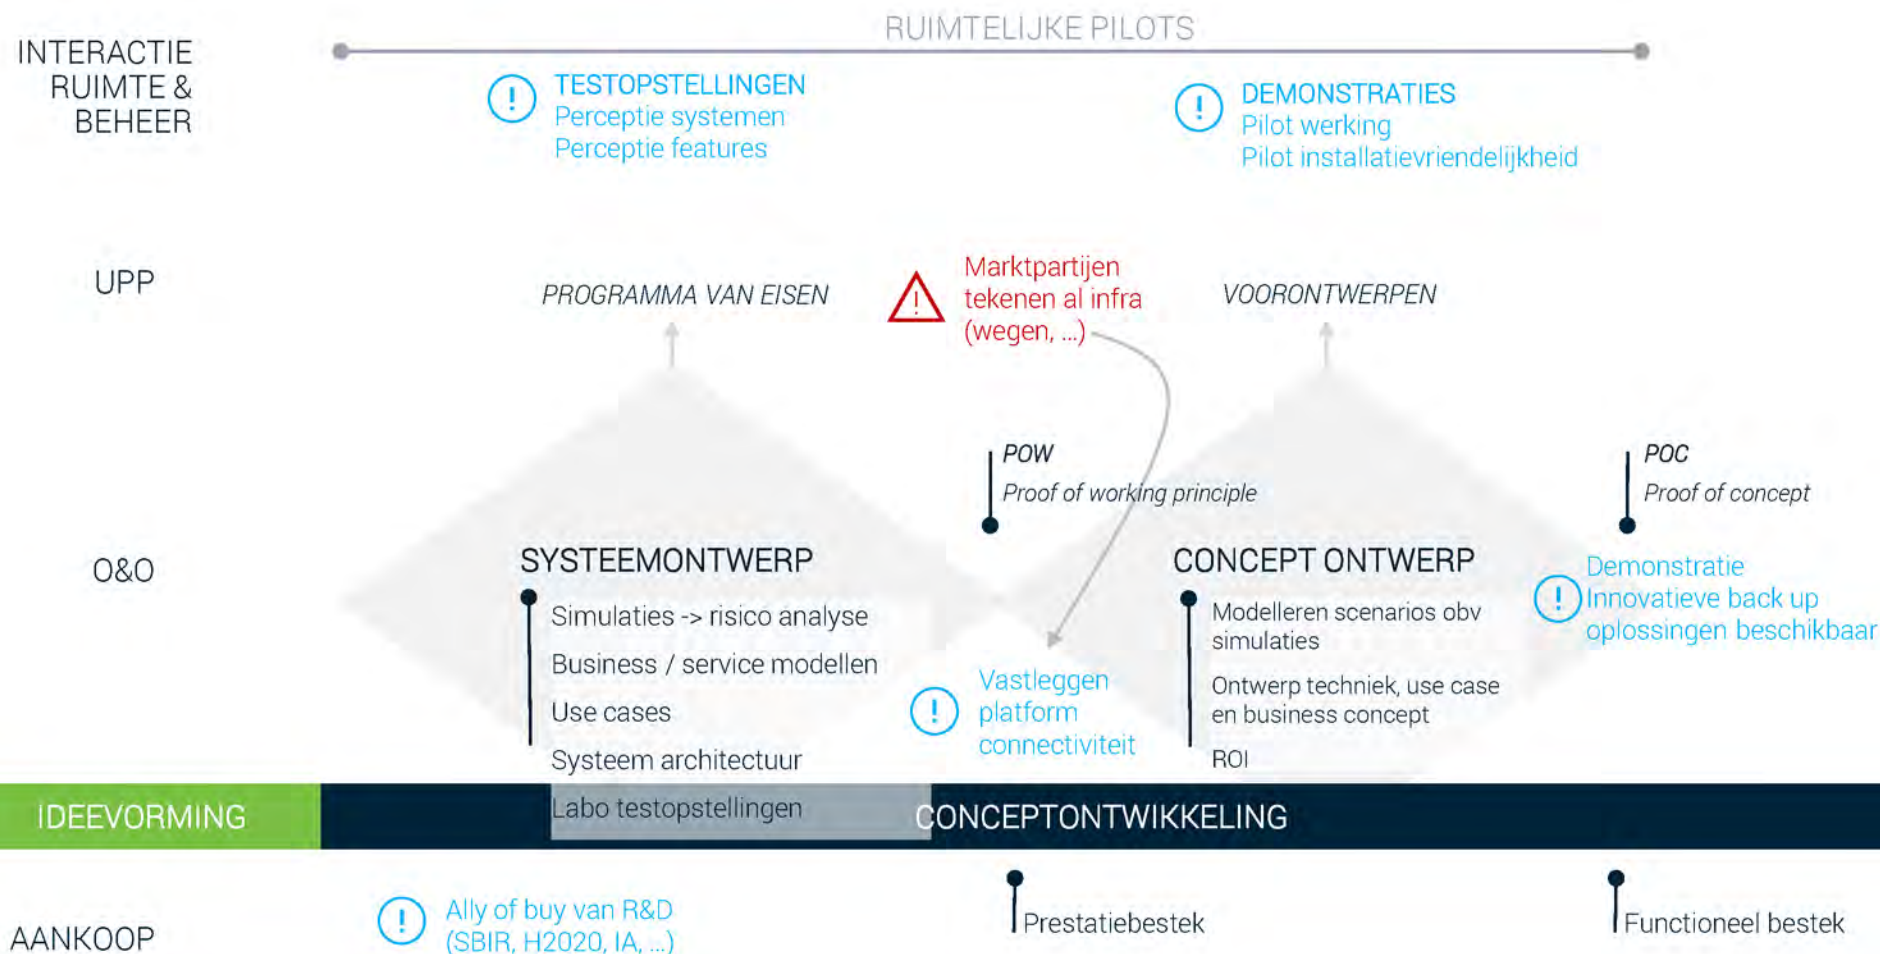 RUIMTELIJKE PILOTS
INTERACTIE
RUIMTE &
BEHEER
TESTOPSTELLINGEN
Perceptie systemen
Perceptie features
DEMONSTRATIES
Pilot werking
Pilot installatievriendelijkheid
UPP
PROGRAMMA VAN EISEN
Marktpartijen
tekenen al infra
(wegen, ...)
VOORONTWERPEN
POW
Proof of working principle
POC
Proof of concept
O&O
SYSTEEMONTWERP
Simulaties -> risico analyse
Business / service modellen
Use cases
Systeem architectuur
Labo testopstellingen
Vastleggen
platform
connectiviteit
CONCEPT ONTWERP
Modelleren scenarios obv
simulaties
Ontwerp techniek, use case
en business concept
ROI
Demonstratie
Innovatieve back up
oplossingen beschikbaar
IDEEVORMING
CONCEPTONTWIKKELING
AANKOOP
Ally of buy van R&D
(SBIR, H2020, IA, ...)
Prestatiebestek
Functioneel bestek